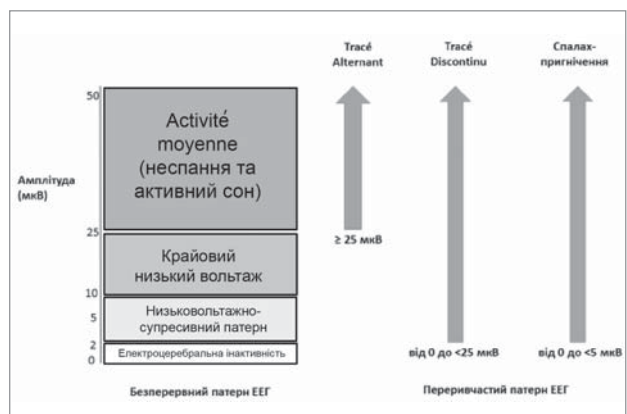 Tracé
Alternant
Tracé
Discontinu
Спалах-
пригнічення
50
Activité
moyenne
(неспання та
активний сон)
Амплітуда
(мкВ)
25
≥ 25 мкВ
Крайовий
низький вольтаж
10
Низьковольтажно-
супресивний патерн
5
2
Електроцеребральна інактивність
0
від 0 до <25 мкВ
від 0 до <5 мкВ
Безперервний патерн ЕЕГ
Переривчастий патерн ЕЕГ